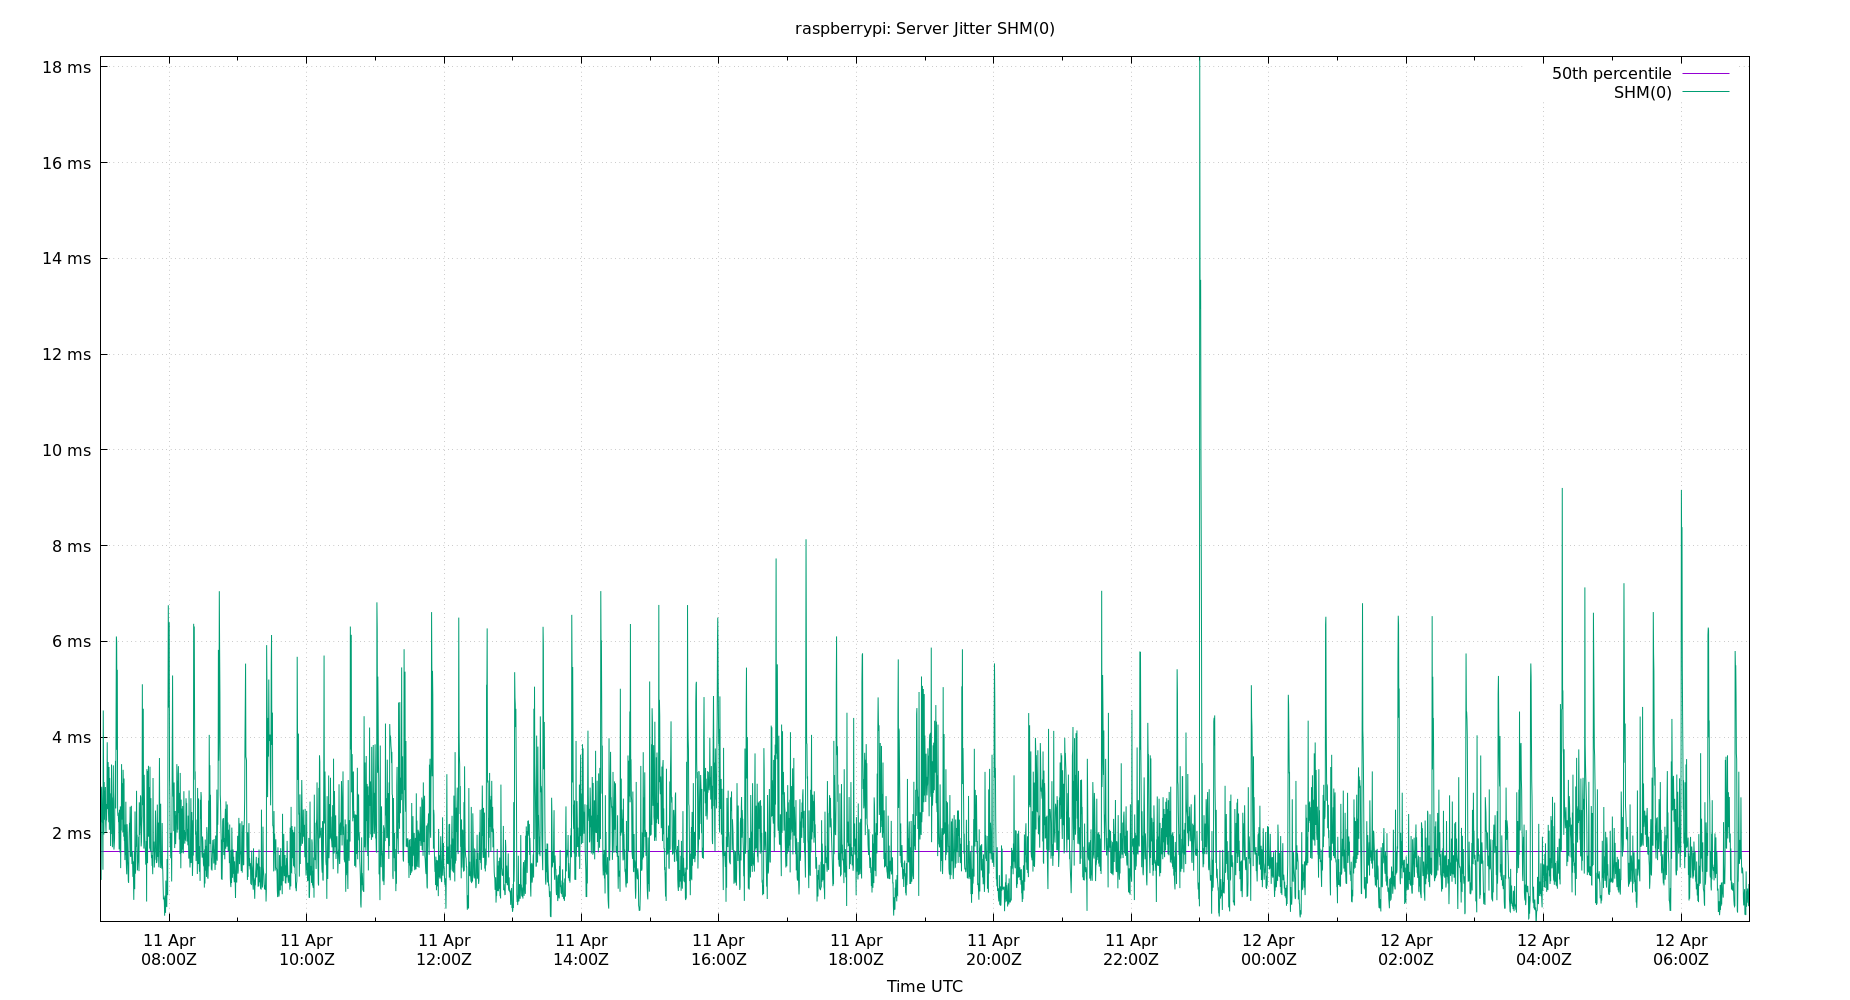 raspberrypi: Server Jitter SHM(0)
18 ms
16 ms
14 ms
12 ms
10 ms
8 ms
6 ms
4 ms
2 ms
50th percentile
SHM(0)
11 Apr 11 Apr 11 Apr 11 Apr 11 Apr 11 Apr 11 Apr 11 Apr 12 Apr 12 Apr 12 Apr 12 Apr
08:00Z 10:00Z 12:00Z 14:00Z 16:00Z 18:00Z 20:00Z 22:00Z 00:00Z 02:00Z 04:00Z 06:00Z
Time UTC